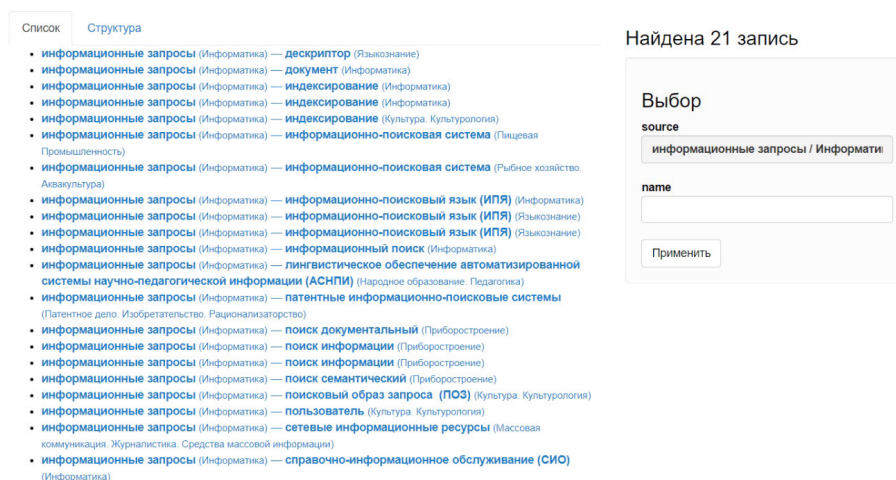 Список Структура
• информационные запросы (Информатика) — дескриптор (Языкознание)
• информационные запросы (Информатика) — документ (Информатика)
• информационные запросы (Информатика) — индексирование (Информатика)
• информационные запросы (Информатика) — индексирование (Информатика)
• информационные запросы (Информатика) — индексирование (Культура. Культурология)
• информационные запросы (Информатика) — информационно-поисковая система (Пищевая
Промышленность)
• информационные запросы (Информатика) — информационно-поисковая система (Рыбное хозяйство.
Аквакультура)
• информационные запросы (Информатика) — информационно-поисковый язык (ИПЯ) (Информатика)
• информационные запросы (Информатика) — информационно-поисковый язык (ИПЯ) (Языкознание)
• информационные запросы (Информатика) — информационно-поисковый язык (ИПЯ) (Языкознание)
• информационные запросы (Информатика) — информационный поиск (Информатика)
• информационные запросы (Информатика) — лингвистическое обеспечение автоматизированной
системы научно-педагогической информации (АСНПИ) (Народное образование. Педагогика)
• информационные запросы (Информатика) — патентные информационно-поисковые системы
(Патентное дело. Изобретательство. Рационализаторство)
• информационные запросы (Информатика) — поиск документальный (Приборостроение)
• информационные запросы (Информатика) — поиск информации (Приборостроение)
• информационные запросы (Информатика) — поиск информации (Приборостроение)
• информационные запросы (Информатика) — поиск семантический (Приборостроение)
• информационные запросы (Информатика) — поисковый образ запроса (ПОЗ) (Культура. Культурология)
• информационные запросы (Информатика) — пользователь (Культура. Культурология)
• информационные запросы (Информатика) — сетевые информационные ресурсы (Массовая
коммуникация. Журналистика. Средства массовой информации)
• информационные запросы (Информатика) — справочно-информационное обслуживание (СИО)
(Информатика)
Найдена 21 запись
Выбор
source
информационные запросы / Информати
name
Применить